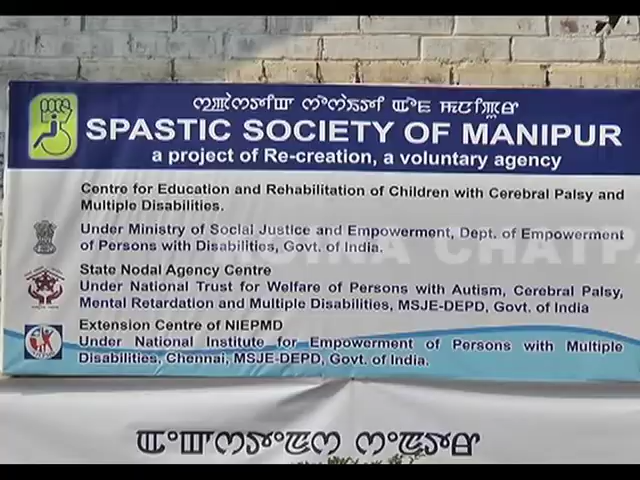 SPASTIC SOCIETY OF MANIPUR
a project of Re-creation, a voluntary agency
Centre for Education and Rehabilitation of Children with Cerebral Palsy and
Multiple Disabilities.
Under Ministry of Social Justice and Empowerment, Dept. of Empowerment
of Persons with Disabilities, Govt. of India.
State Nodal Agency Centre
Under National Trust for Welfare of Persons with Autism, Cerebral Palsy,
Mental Retardation and Multiple Disabilities, MSJE-DEPD, Govt. of India
Extension Centre of NIEPMD
Under National Institute for Empowerment of Persons with Multiple
Disabilities, Chennai, MSJE-DEPD, Govt. of India.